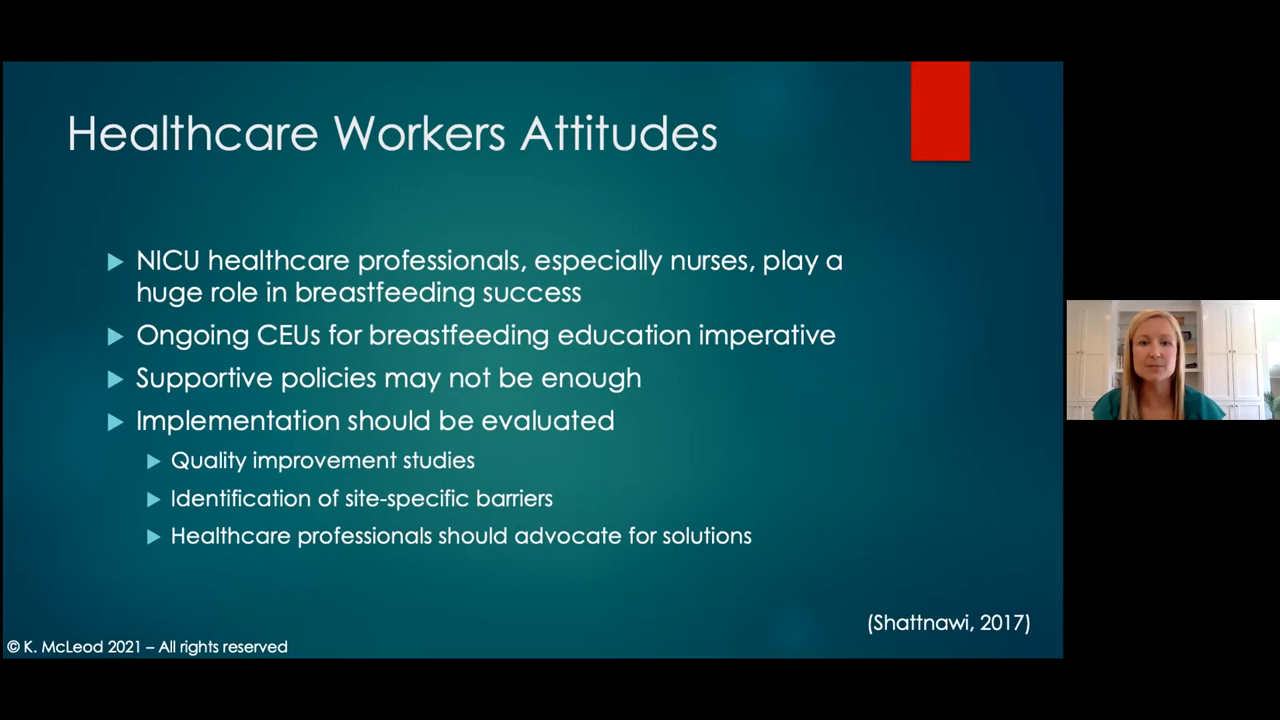 Healthcare Workers Attitudes
NICU healthcare professionals, especially nurses, play a
huge role in breastfeeding success
Ongoing CEUs for breastfeeding education imperative
Supportive policies may not be enough
Implementation should be evaluated
Quality improvement studies
Identification of site-specific barriers
Healthcare professionals should advocate for solutions
(Shattnawi, 2017)
© K. McLeod 2021 – All rights reserved